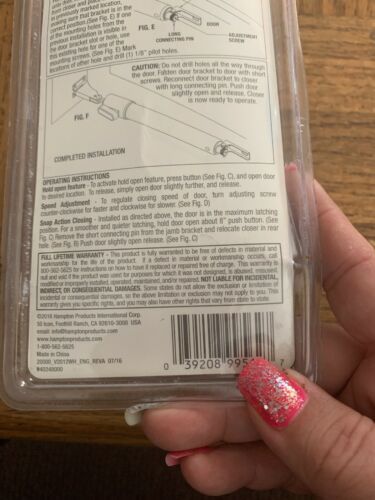 in previously marked location,
making sure that bracket is in the
cover position (See Fig. E) If one
of the mounting holes from the
previous installation is visible in
the door bracket slot or hole, use
this existing hole for one of the
mounting screws. (See Fig. E) Mark
locations of other hole and drill (1) 1/8" pilot holes.
FIG. E
LONG
CONNECTING PIN
DOOR
ADJUSTMENT
SCREW
CAUTION: Do not drill holes all the way through
the door. Fasten door bracket to door with short
screws. Reconnect door bracket to closer
with long connecting pins. Push door
slightly open and release. Closer
is now ready to operate.
FIG. F
COMPLETED INSTALLATION
OPERATING INSTRUCTIONS
Hold open feature - To activate hold open feature, press button (See Fig. C), and open door
to desired location. To release, simply open door slightly further, and release.
Speed Adjustment - To regulate closing speed of door, turn adjusting screw
counter-clockwise for faster and clockwise for slower. (See Fig. D)
Snap Action Closing - Installed as directed above, the door is in the maximum latching
position. For a smoother and quieter latching, hold door open about 8" push button. (See
Fig. C) Remove the short connecting pin from the jamb bracket and relocate closer in rear
hole. (See Fig. B) Push door slightly open release. (See Fig. C)
FULL LIFETIME WARRANTY - This product is fully warranted to be free of defects in material and
workmanship for the life of the product. If a defect in material or workmanship occurs, call
800-562-5625 for instructions on how to have it replaced or repaired free of charge. This warranty is
null and void if the product was used for purposes for which it was not designed, is abused, misused,
modified/or improperly installed, operated, maintained, and/or repaired. NOT LIABLE FOR INCIDENTAL,
INDIRECT, OR CONSEQUENTIAL DAMAGES. Some states do not allow the exclusion or limitation of
incidental or consequential damages, so the above limitation or exclusion may not apply to you. This
warranty gives you specific rights, and you may also have other rights that vary from state to state.
©2016 Hampton Products International Corp.
50 Icon, Foothill Ranch, CA 92610-3000 USA
email: info@hamptonproducts.com
www.hamptonproducts.com
1-800-562-5625
Made in China
20000_V2012WH_ENG_REVA 07/16
W40240000
0 39208 995 7